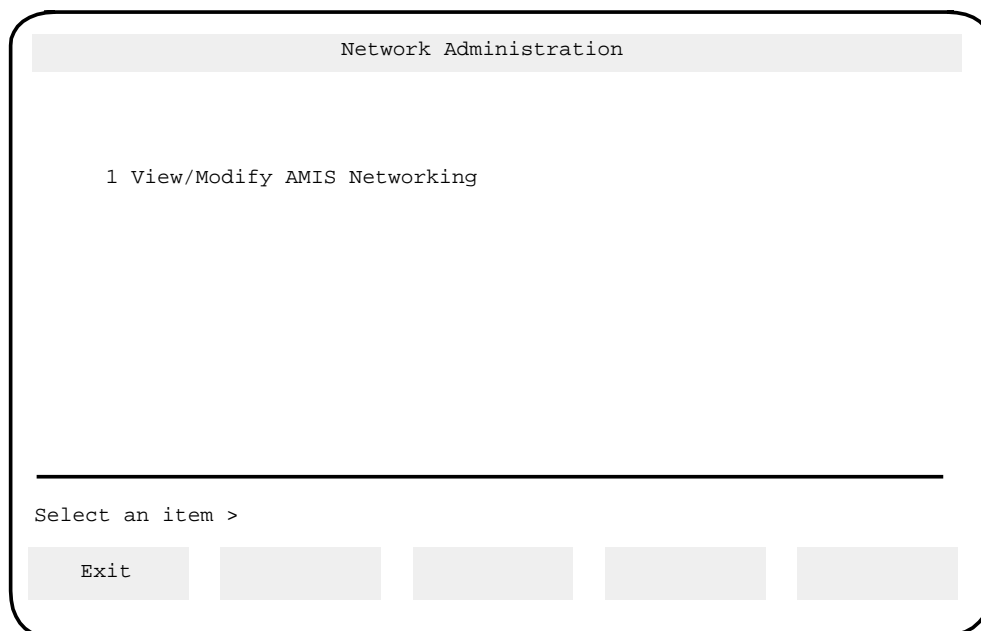 Network Administration
1 View/Modify AMIS Networking
Select an item >
Exit